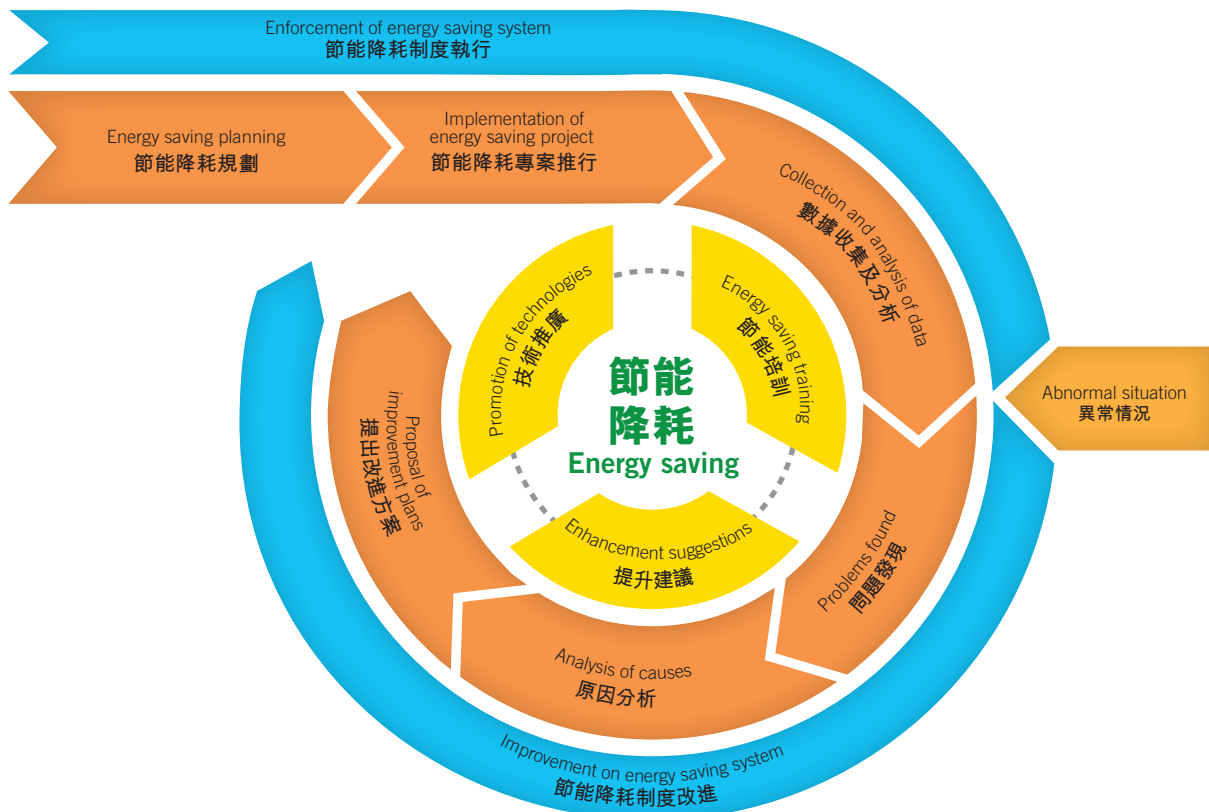 Enforcement of energy saving system
節能降耗制度執行
Energy saving planning
節能降耗規劃
Implementation of
energy saving project
節能降耗專案推行
Collection and analysis of data
數據收集及分析
Abnormal situation
異常情況
Problems found
問題發現
Analysis of causes
原因分析
Proposal of
improvement plans
提出改進方案
Improvement on energy saving system
節能降耗制度改進
Promotion of technologies
技術推廣
Energy saving training
節能培訓
Enhancement suggestions
提升建議
節能
降耗
Energy saving